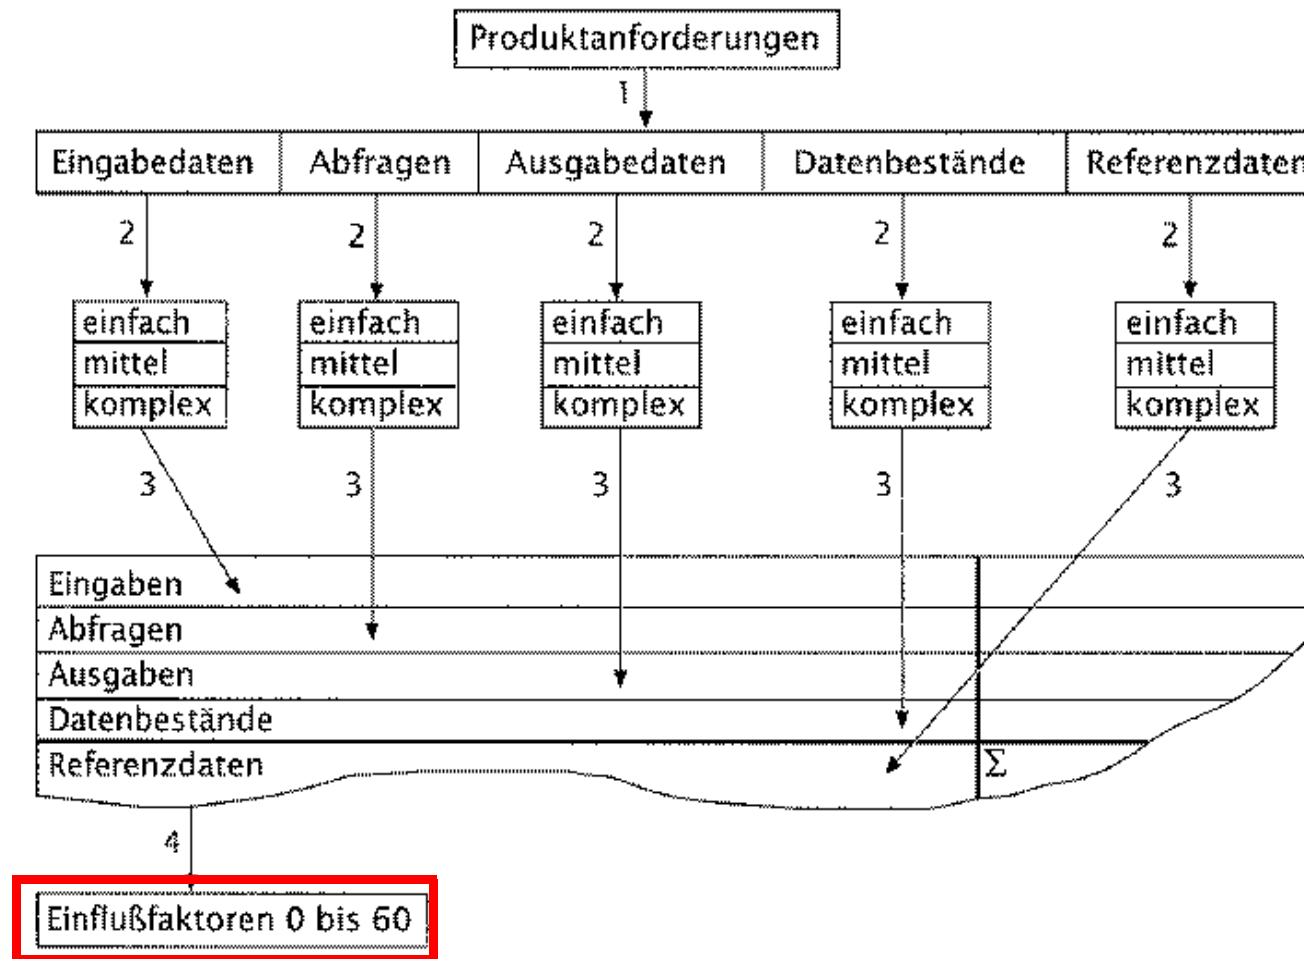 Produktanforderungen
1
Eingabedaten Abfragen Ausgabedaten Datenbestände Referenzdaten
2 2 2 2 2
einfach einfach einfach einfach einfach
mittel mittel mittel mittel mittel
komplex komplex komplex komplex komplex
3 3 3 3 3
Eingaben
Abfragen
Ausgaben
Datenbestände
Referenzdaten Σ
4
Einflußfaktoren 0 bis 60